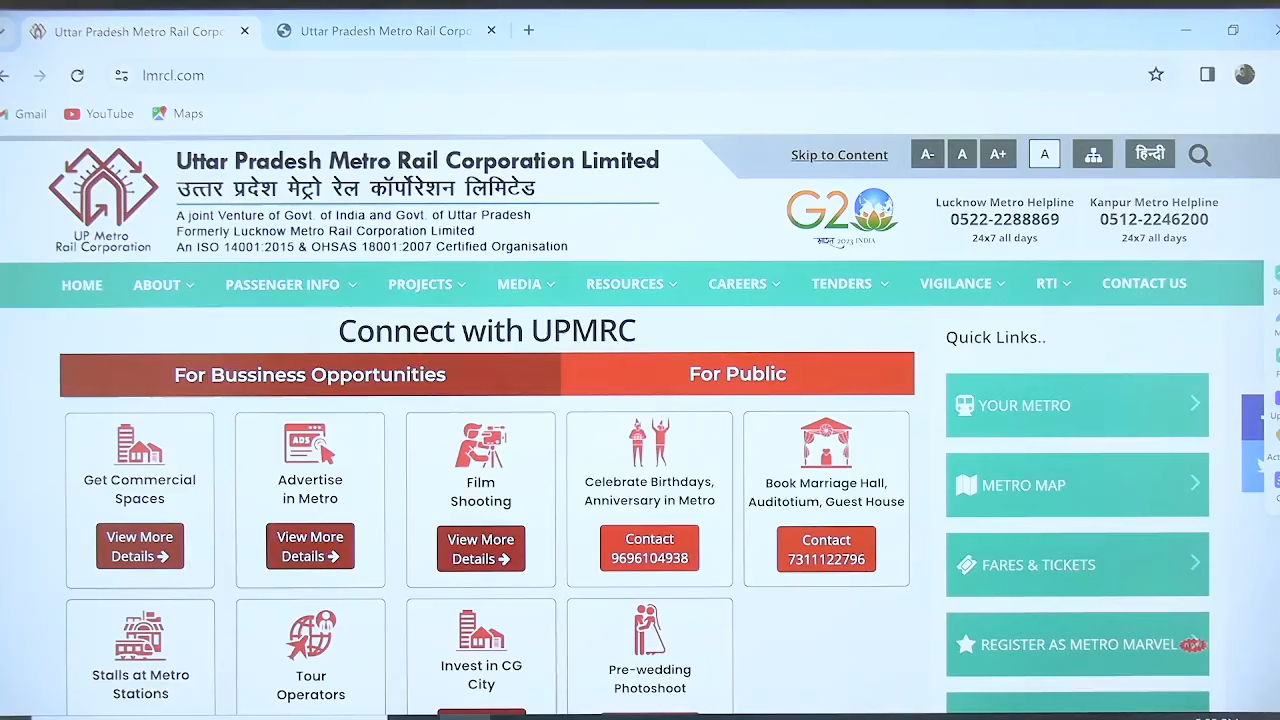 Uttar Pradesh Metro Rail Corpo
Uttar Pradesh Metro Rail Corpo
lmrcl.com
Gmail
YouTube
Maps
Uttar Pradesh Metro Rail Corporation Limited
उत्तर प्रदेश मेट्रो रेल कॉर्पोरेशन लिमिटेड
A joint Venture of Govt. of India and Govt. of Uttar Pradesh
Formerly Lucknow Metro Rail Corporation Limited
An ISO 14001:2015 & OHSAS 18001:2007 Certified Organisation
UP Metro
Rail Corporation
Skip to Content
A-
A
A+
A
हिन्दी
G20
भारत 2023 INDIA
Lucknow Metro Helpline
0522-2288869
24x7 all days
Kanpur Metro Helpline
0512-2246200
24x7 all days
HOME
ABOUT
PASSENGER INFO
PROJECTS
MEDIA
RESOURCES
CAREERS
TENDERS
VIGILANCE
RTI
CONTACT US
Connect with UPMRC
For Bussiness Opportunities
For Public
Get Commercial
Spaces
View More
Details
ADS
Advertise
in Metro
View More
Details
Film
Shooting
View More
Details
Celebrate Birthdays,
Anniversary in Metro
Contact
9696104938
Book Marriage Hall,
Auditotium, Guest House
Contact
7311122796
Stalls at Metro
Stations
Tour
Operators
Invest in CG
City
Pre-wedding
Photoshoot
Quick Links..
YOUR METRO
METRO MAP
FARES & TICKETS
REGISTER AS METRO MARVEL